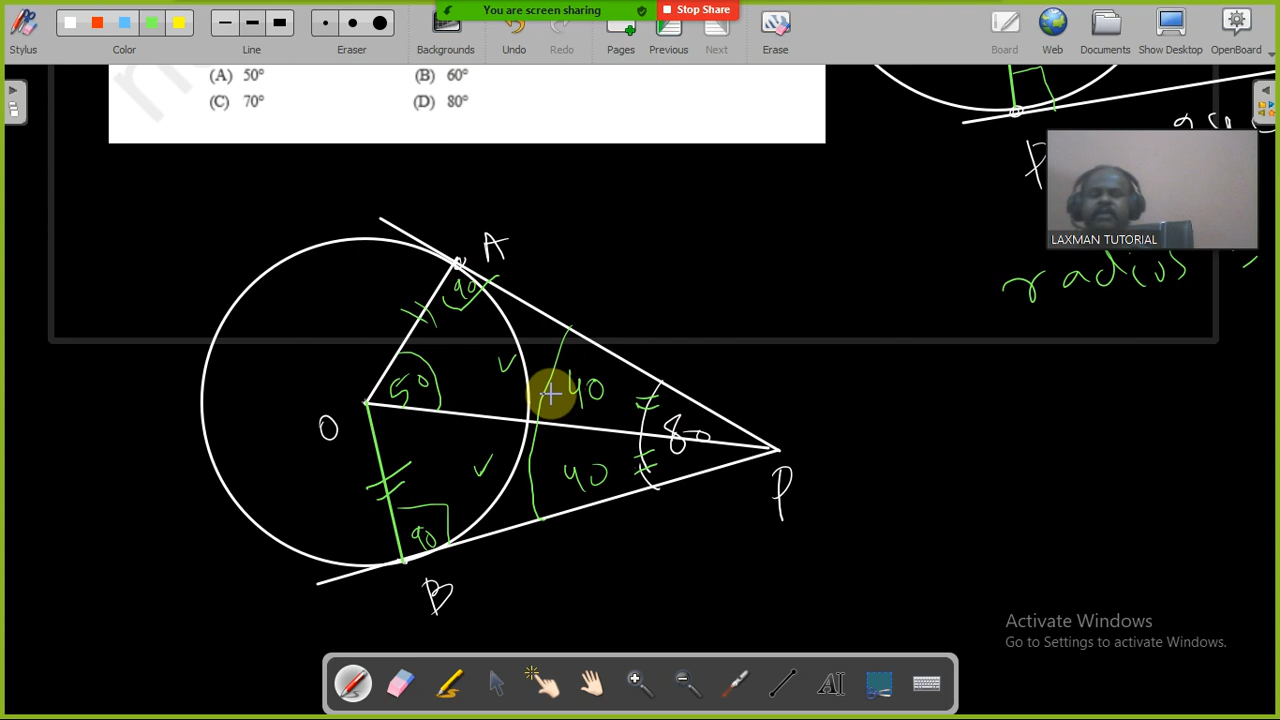 You are screen sharing Stop Share
Stylus Color Line Eraser Backgrounds Undo Redo Pages Previous Next Erase Board Web Documents Show Desktop OpenBoard
(A) 50° (B) 60°
(C) 70° (D) 80°
LAXMAN TUTORIAL
radius
A
90
50
40
80
O
40
P
90
B
Activate Windows
Go to Settings to activate Windows.